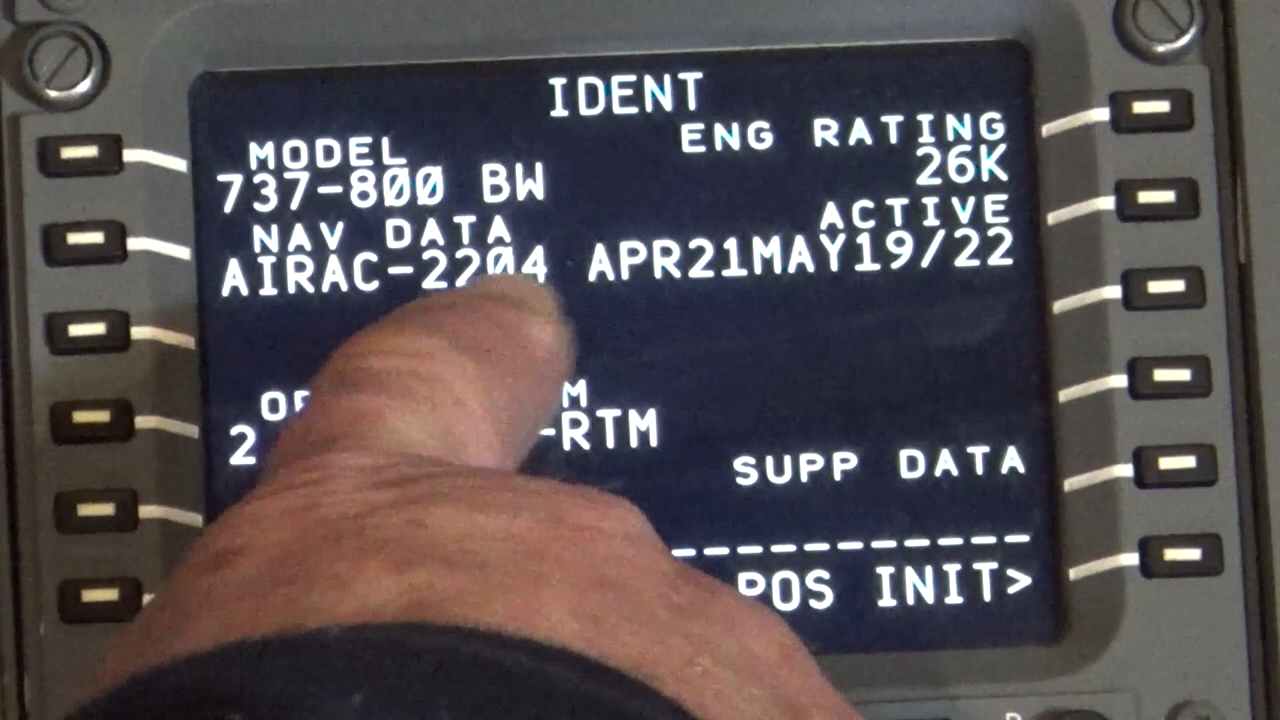 IDENT
MODEL ENG RATING
737-800 BW 26K
NAV DATA ACTIVE
AIRAC-2204 APR21MAY19/22
-RTM
SUPP DATA
------------
POS INIT>